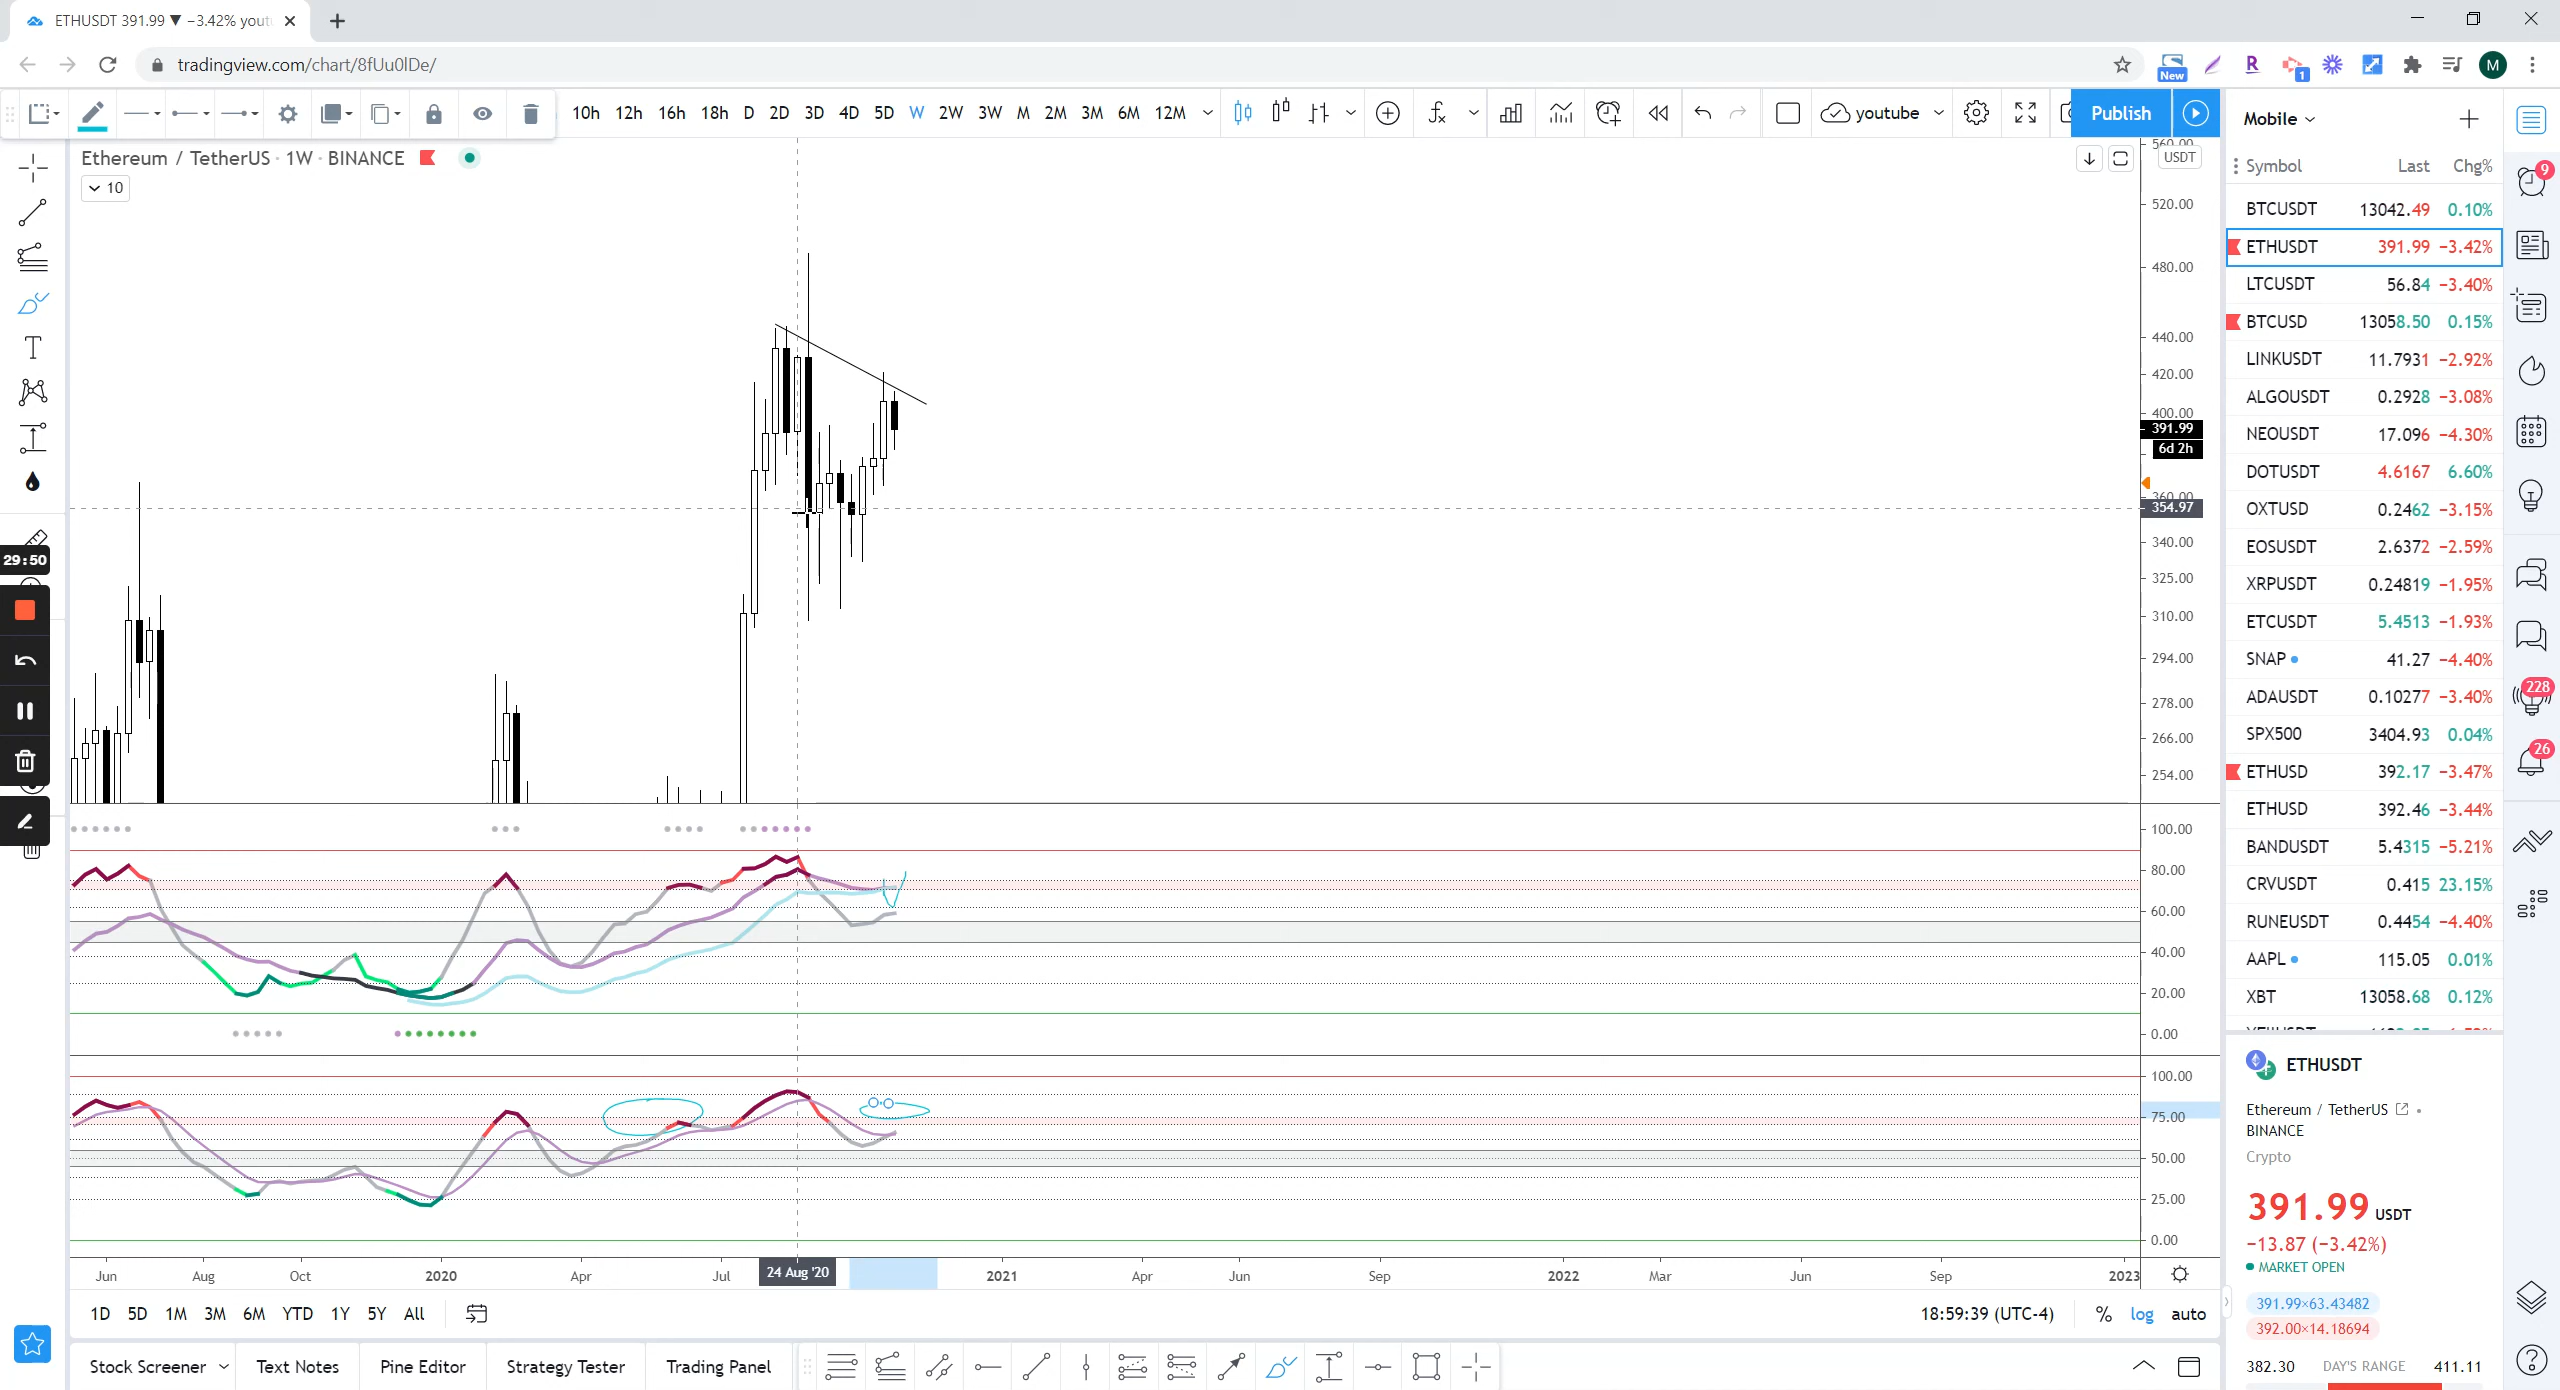 ETHUSDT 391.99 ▼ −3.42% yout
tradingview.com/chart/8fUu0lDe/
New
R
1
M
10h 12h 16h 18h D 2D 3D 4D 5D W 2W 3W M 2M 3M 6M 12M
youtube
Publish
Mobile
Ethereum / TetherUS · 1W · BINANCE
USDT
10
Symbol Last Chg%
9
BTCUSDT 13042.49 0.10%
ETHUSDT 391.99 −3.42%
LTCUSDT 56.84 −3.40%
BTCUSD 13058.50 0.15%
LINKUSDT 11.7931 −2.92%
ALGOUSDT 0.2928 −3.08%
NEOUSDT 17.096 −4.30%
DOTUSDT 4.6167 6.60%
OXTUSD 0.2462 −3.15%
EOSUSDT 2.6372 −2.59%
XRPUSDT 0.24819 −1.95%
ETCUSDT 5.4513 −1.93%
SNAP 41.27 −4.40%
ADAUSDT 0.10277 −3.40%
SPX500 3404.93 0.04%
ETHUSD 392.17 −3.47%
ETHUSD 392.46 −3.44%
BANDUSDT 5.4315 −5.21%
CRVUSDT 0.415 23.15%
RUNEUSDT 0.4454 −4.40%
AAPL 115.05 0.01%
XBT 13058.68 0.12%
228
26
560.00
520.00
480.00
440.00
420.00
400.00
391.99
6d 2h
360.00
354.97
340.00
325.00
310.00
294.00
278.00
266.00
254.00
100.00
80.00
60.00
40.00
20.00
0.00
100.00
75.00
50.00
25.00
0.00
T
29:50
Jun Aug Oct 2020 Apr Jul 24 Aug '20 2021 Apr Jun Sep 2022 Mar Jun Sep 2023
1D 5D 1M 3M 6M YTD 1Y 5Y All
18:59:39 (UTC-4) % log auto
Stock Screener Text Notes Pine Editor Strategy Tester Trading Panel
ETHUSDT
Ethereum / TetherUS
BINANCE
Crypto
391.99 USDT
−13.87 (−3.42%)
MARKET OPEN
391.99×63.43482
392.00×14.18694
382.30 DAY'S RANGE 411.11